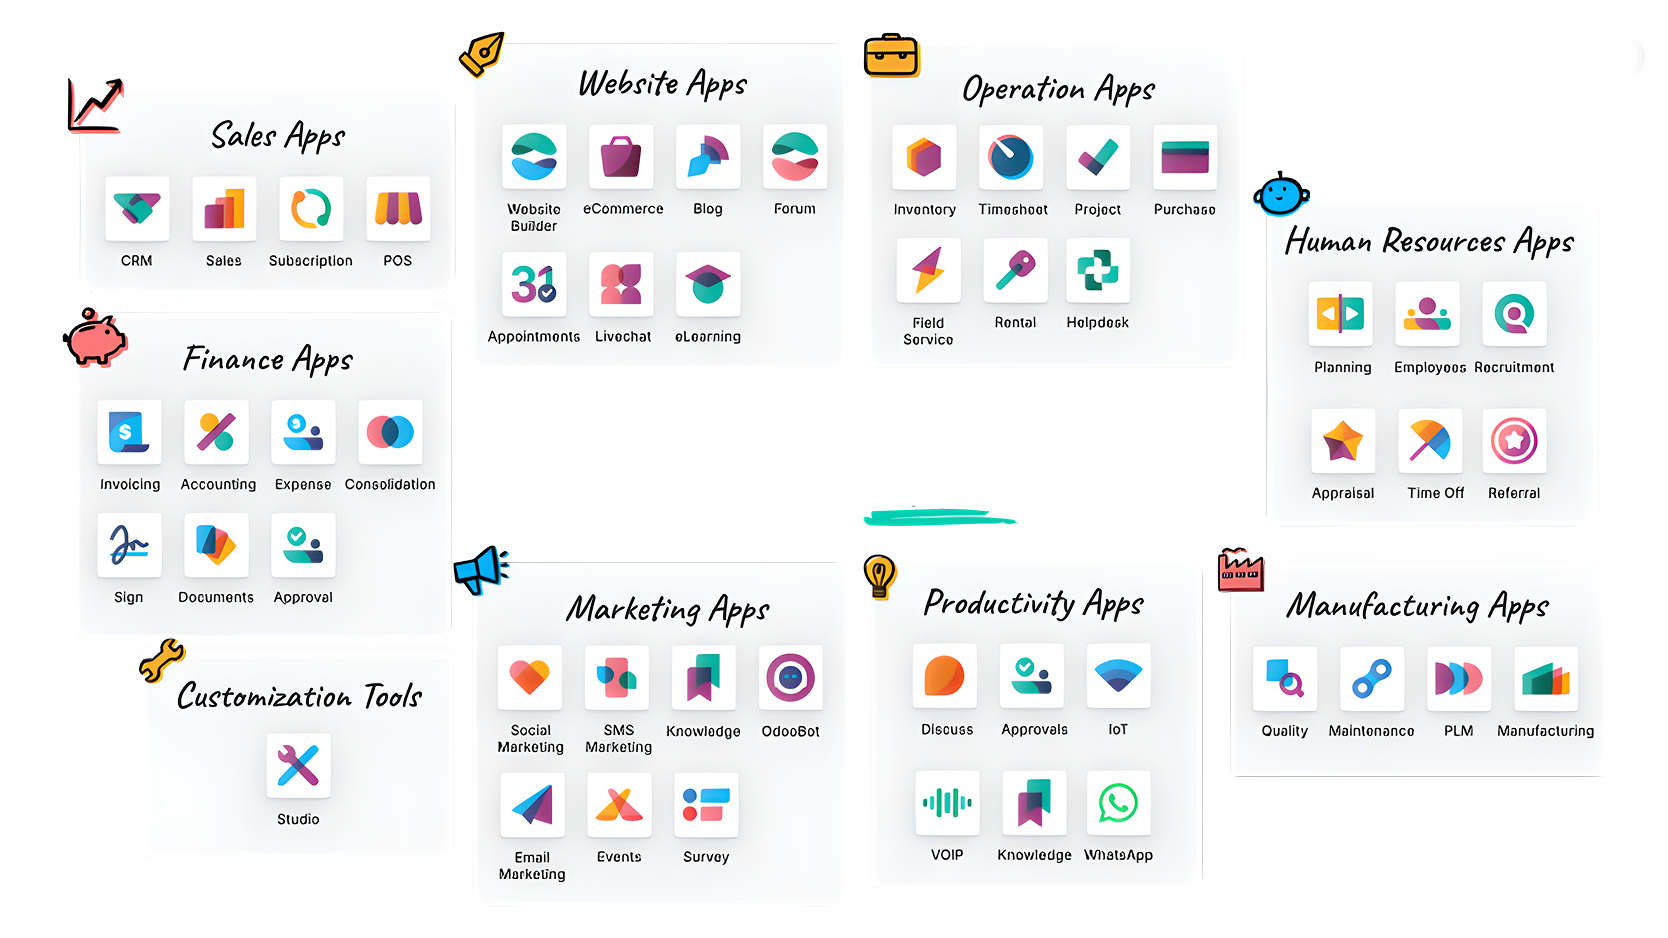 Sales Apps
CRM
Sales
Subscription
POS
Finance Apps
Invoicing
Accounting
Expense
Consolidation
Sign
Documents
Approval
Customization Tools
Studio
Website Apps
Website
Builder
eCommerce
Blog
Forum
31
Appointments
Livechat
eLearning
Marketing Apps
Social
Marketing
SMS
Marketing
Knowledge
OdooBot
Email
Marketing
Events
Survey
Operation Apps
Inventory
Timesheet
Project
Purchase
Field
Service
Rental
Helpdesk
Productivity Apps
Discuss
Approvals
IoT
VOIP
Knowledge
WhatsApp
Human Resources Apps
Planning
Employees
Recruitment
Appraisal
Time Off
Referral
Manufacturing Apps
Quality
Maintenance
PLM
Manufacturing